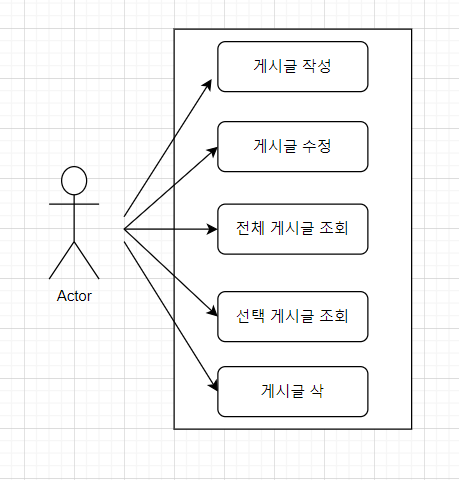 게시글 작성
게시글 수정
전체 게시글 조회
선택 게시글 조회
게시글 삭
Actor